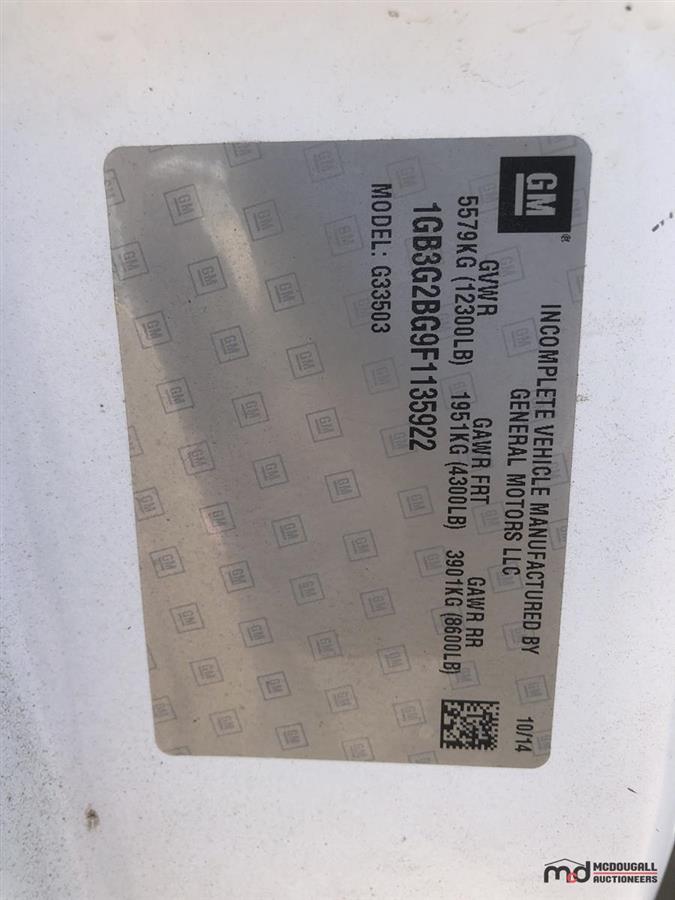 GM®
INCOMPLETE VEHICLE MANUFACTURED BY
GENERAL MOTORS LLC
10/14
GVWR GAWR FRT GAWR RR
5579KG (12300LB) 1951KG (4300LB) 3901KG (8600LB)
1GB3G2BG9F1135922
MODEL: G33503
md MCDOUGALL
AUCTIONEERS